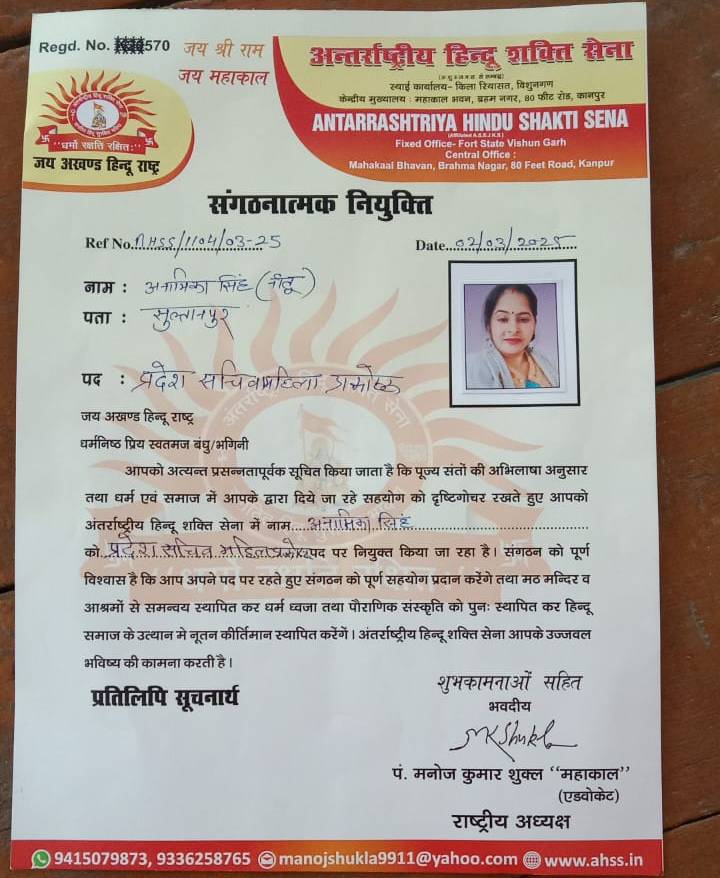 Regd. No. 570
जय श्री राम
जय महाकाल
धर्मो रक्षति रक्षितः
जय अखण्ड हिन्दू राष्ट्र
अन्तर्राष्ट्रीय हिन्दू शक्ति सेना
स्थाई कार्यालय- किला रियासत, विशुनगण
केन्द्रीय मुख्यालय : महाकाल भवन, ब्रहम नगर, 80 फीट रोड, कानपुर
ANTARRASHTRIYA HINDU SHAKTI SENA
(Affiliated A.S.S.J.K.S.)
Fixed Office- Fort State Vishun Garh
Central Office :
Mahakaal Bhavan, Brahma Nagar, 80 Feet Road, Kanpur
संगठनात्मक नियुक्ति
Ref No. AHSS/1104/03-25
Date. 02/03/2025
नाम : अनामिका सिंह (नीतू)
पता : सुल्तानपुर
पद : प्रदेश सचिव महिला प्रकोष्ठ
जय अखण्ड हिन्दू राष्ट्र
धर्मनिष्ठ प्रिय स्वतमज बंधु/भगिनी
आपको अत्यन्त प्रसन्नतापूर्वक सूचित किया जाता है कि पूज्य संतों की अभिलाषा अनुसार
तथा धर्म एवं समाज में आपके द्वारा दिये जा रहे सहयोग को दृष्टिगोचर रखते हुए आपको
अंतर्राष्ट्रीय हिन्दू शक्ति सेना में नाम अनामिका सिंह
को प्रदेश सचिव महिला प्रकोष्ठ पद पर नियुक्त किया जा रहा है। संगठन को पूर्ण
विश्वास है कि आप अपने पद पर रहते हुए संगठन को पूर्ण सहयोग प्रदान करेंगे तथा मठ मन्दिर व
आश्रमों से समन्वय स्थापित कर धर्म ध्वजा तथा पौराणिक संस्कृति को पुनः स्थापित कर हिन्दू
समाज के उत्थान मे नूतन कीर्तिमान स्थापित करेंगें। अंतर्राष्ट्रीय हिन्दू शक्ति सेना आपके उज्जवल
भविष्य की कामना करती है।
प्रतिलिपि सूचनार्थ
शुभकामनाओं सहित
भवदीय
MKShukla
पं. मनोज कुमार शुक्ल "महाकाल"
(एडवोकेट)
राष्ट्रीय अध्यक्ष
9415079873, 9336258765 manojshukla9911@yahoo.com www.ahss.in